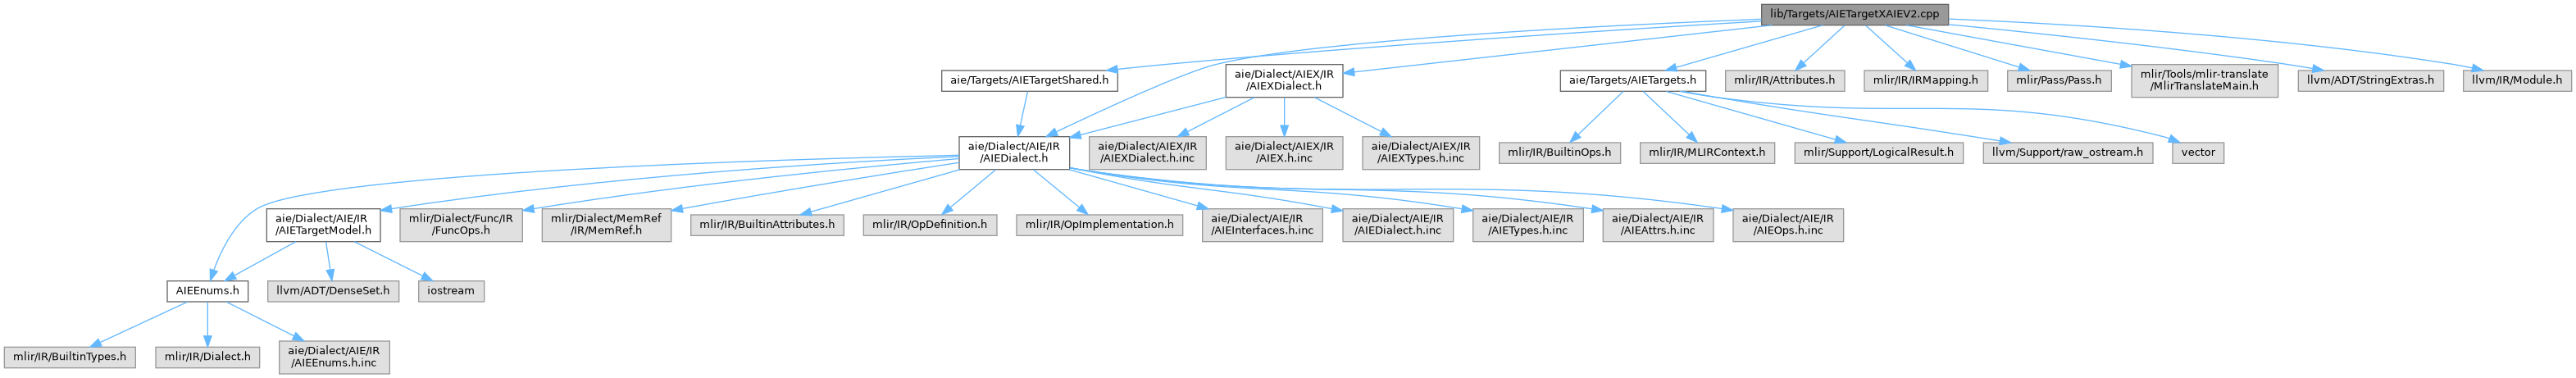 lib/Targets/AIETargetXAIEV2.cpp
aie/Targets/AIETargetShared.h
aie/Dialect/AIEX/IR
/AIEXDialect.h
aie/Targets/AIETargets.h
mlir/IR/Attributes.h
mlir/IR/IRMapping.h
mlir/Pass/Pass.h
mlir/Tools/mlir-translate
/MlirTranslateMain.h
llvm/ADT/StringExtras.h
llvm/IR/Module.h
aie/Dialect/AIE/IR
/AIEDialect.h
aie/Dialect/AIEX/IR
/AIEXDialect.h.inc
aie/Dialect/AIEX/IR
/AIEX.h.inc
aie/Dialect/AIEX/IR
/AIEXTypes.h.inc
mlir/IR/BuiltinOps.h
mlir/IR/MLIRContext.h
mlir/Support/LogicalResult.h
llvm/Support/raw_ostream.h
vector
aie/Dialect/AIE/IR
/AIETargetModel.h
mlir/Dialect/Func/IR
/FuncOps.h
mlir/Dialect/MemRef
/IR/MemRef.h
mlir/IR/BuiltinAttributes.h
mlir/IR/OpDefinition.h
mlir/IR/OpImplementation.h
aie/Dialect/AIE/IR
/AIEInterfaces.h.inc
aie/Dialect/AIE/IR
/AIEDialect.h.inc
aie/Dialect/AIE/IR
/AIETypes.h.inc
aie/Dialect/AIE/IR
/AIEAttrs.h.inc
aie/Dialect/AIE/IR
/AIEOps.h.inc
AIEEnums.h
llvm/ADT/DenseSet.h
iostream
mlir/IR/BuiltinTypes.h
mlir/IR/Dialect.h
aie/Dialect/AIE/IR
/AIEEnums.h.inc